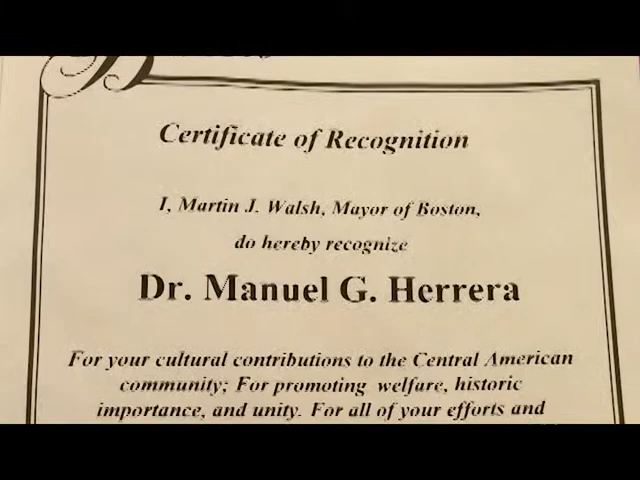 Certificate of Recognition
I, Martin J. Walsh, Mayor of Boston,
do hereby recognize
Dr. Manuel G. Herrera
For your cultural contributions to the Central American
community; For promoting welfare, historic
importance, and unity. For all of your efforts and